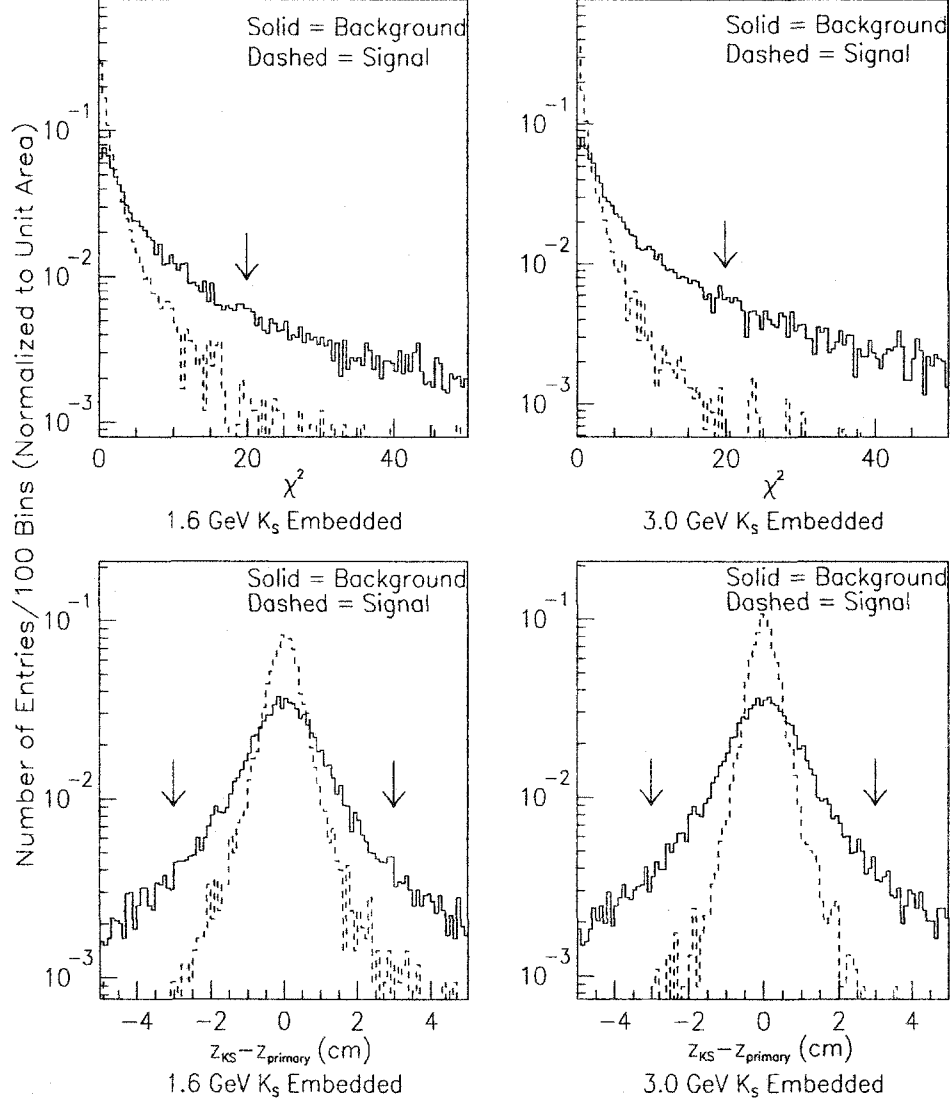 Number of Entries/100 Bins (Normalized to Unit Area)
Solid = Background
Dashed = Signal
10⁻¹
10⁻²
10⁻³
0 20 40
χ²
1.6 GeV Kₛ Embedded
Solid = Background
Dashed = Signal
10⁻¹
10⁻²
10⁻³
0 20 40
χ²
3.0 GeV Kₛ Embedded
Solid = Background
Dashed = Signal
10⁻¹
10⁻²
10⁻³
−4 −2 0 2 4
z_KS−z_primary (cm)
1.6 GeV Kₛ Embedded
Solid = Background
Dashed = Signal
10⁻¹
10⁻²
10⁻³
−4 −2 0 2 4
z_KS−z_primary (cm)
3.0 GeV Kₛ Embedded